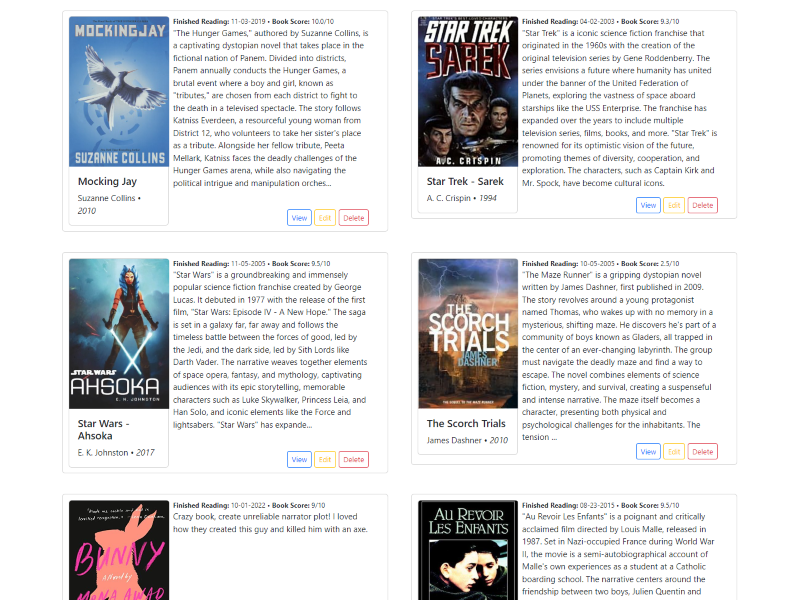 MOCKINGJAY
SUZANNE COLLINS
Mocking Jay
Suzanne Collins •
2010
Finished Reading: 11-03-2019 • Book Score: 10.0/10
"The Hunger Games," authored by Suzanne Collins, is
a captivating dystopian novel that takes place in the
fictional nation of Panem. Divided into districts,
Panem annually conducts the Hunger Games, a
brutal event where a boy and girl, known as
"tributes," are chosen from each district to fight to
the death in a televised spectacle. The story follows
Katniss Everdeen, a resourceful young woman from
District 12, who volunteers to take her sister's place
as a tribute. Alongside her fellow tribute, Peeta
Mellark, Katniss faces the deadly challenges of the
Hunger Games arena, while also navigating the
political intrigue and manipulation orches...
View Edit Delete
STAR TREK
SAREK
A.C. CRISPIN
Star Trek - Sarek
A. C. Crispin • 1994
Finished Reading: 04-02-2003 • Book Score: 9.3/10
"Star Trek" is a iconic science fiction franchise that
originated in the 1960s with the creation of the
original television series by Gene Roddenberry. The
series envisions a future where humanity has united
under the banner of the United Federation of
Planets, exploring the vastness of space aboard
starships like the USS Enterprise. The franchise has
expanded over the years to include multiple
television series, films, books, and more. "Star Trek" is
renowned for its optimistic vision of the future,
promoting themes of diversity, cooperation, and
exploration. The characters, such as Captain Kirk and
Mr. Spock, have become cultural icons.
View Edit Delete
STAR WARS
AHSOKA
E. K. JOHNSTON
Star Wars -
Ahsoka
E. K. Johnston • 2017
Finished Reading: 11-05-2005 • Book Score: 9.5/10
"Star Wars" is a groundbreaking and immensely
popular science fiction franchise created by George
Lucas. It debuted in 1977 with the release of the first
film, "Star Wars: Episode IV - A New Hope." The saga
is set in a galaxy far, far away and follows the
timeless battle between the forces of good, led by
the Jedi, and the dark side, led by Sith Lords like
Darth Vader. The narrative weaves together elements
of space opera, fantasy, and mythology, captivating
audiences with its epic storytelling, memorable
characters such as Luke Skywalker, Princess Leia, and
Han Solo, and iconic elements like the Force and
lightsabers. "Star Wars" has expande...
View Edit Delete
THE
SCORCH
TRIALS
JAMES
DASHNER
The Scorch Trials
James Dashner • 2010
Finished Reading: 10-05-2005 • Book Score: 2.5/10
"The Maze Runner" is a gripping dystopian novel
written by James Dashner, first published in 2009.
The story revolves around a young protagonist
named Thomas, who wakes up with no memory in a
mysterious, shifting maze. He discovers he's part of a
community of boys known as Gladers, all trapped in
the center of an ever-changing labyrinth. The group
must navigate the deadly maze and find a way to
escape. The novel combines elements of science
fiction, mystery, and survival, creating a suspenseful
and intense narrative. The maze itself becomes a
character, presenting both physical and
psychological challenges for the inhabitants. The
tension ...
View Edit Delete
BUNNY
MONA AWAD
Finished Reading: 10-01-2022 • Book Score: 9/10
Crazy book, create unreliable narrator plot! I loved
how they created this guy and killed him with an axe.
AU REVOIR
LES ENFANTS
Finished Reading: 08-23-2015 • Book Score: 9.5/10
"Au Revoir Les Enfants" is a poignant and critically
acclaimed film directed by Louis Malle, released in
1987. Set in Nazi-occupied France during World War
II, the movie is a semi-autobiographical account of
Malle's own experiences as a student at a Catholic
boarding school. The narrative centers around the
friendship between two boys, Julien Quentin and